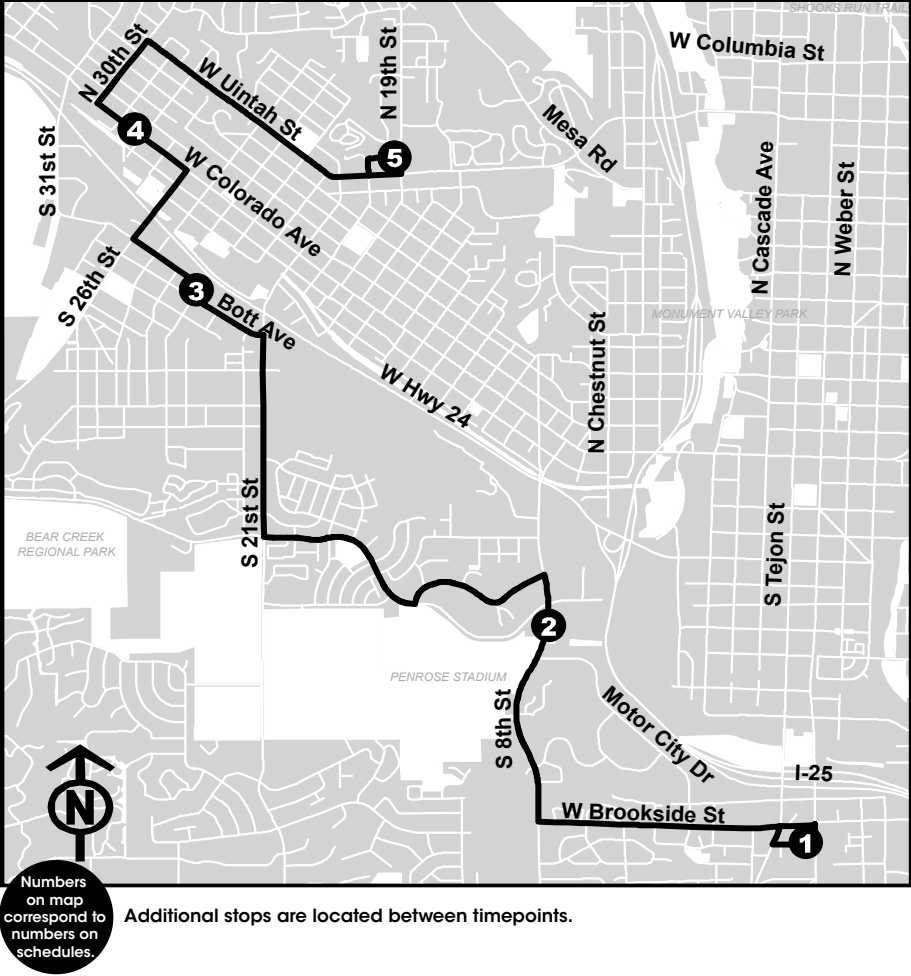 SHOOKS RUN TRAIL
W Columbia St
N 30th St
N 19th St
W Uintah St
Mesa Rd
4
5
S 31st St
W Colorado Ave
N Cascade Ave
N Weber St
S 26th St
3
Bott Ave
MONUMENT VALLEY PARK
N Chestnut St
W Hwy 24
S 21st St
S Tejon St
BEAR CREEK
REGIONAL PARK
2
PENROSE STADIUM
S 8th St
Motor City Dr
I-25
N
W Brookside St
1
Numbers
on map
correspond to
numbers on
schedules.
Additional stops are located between timepoints.